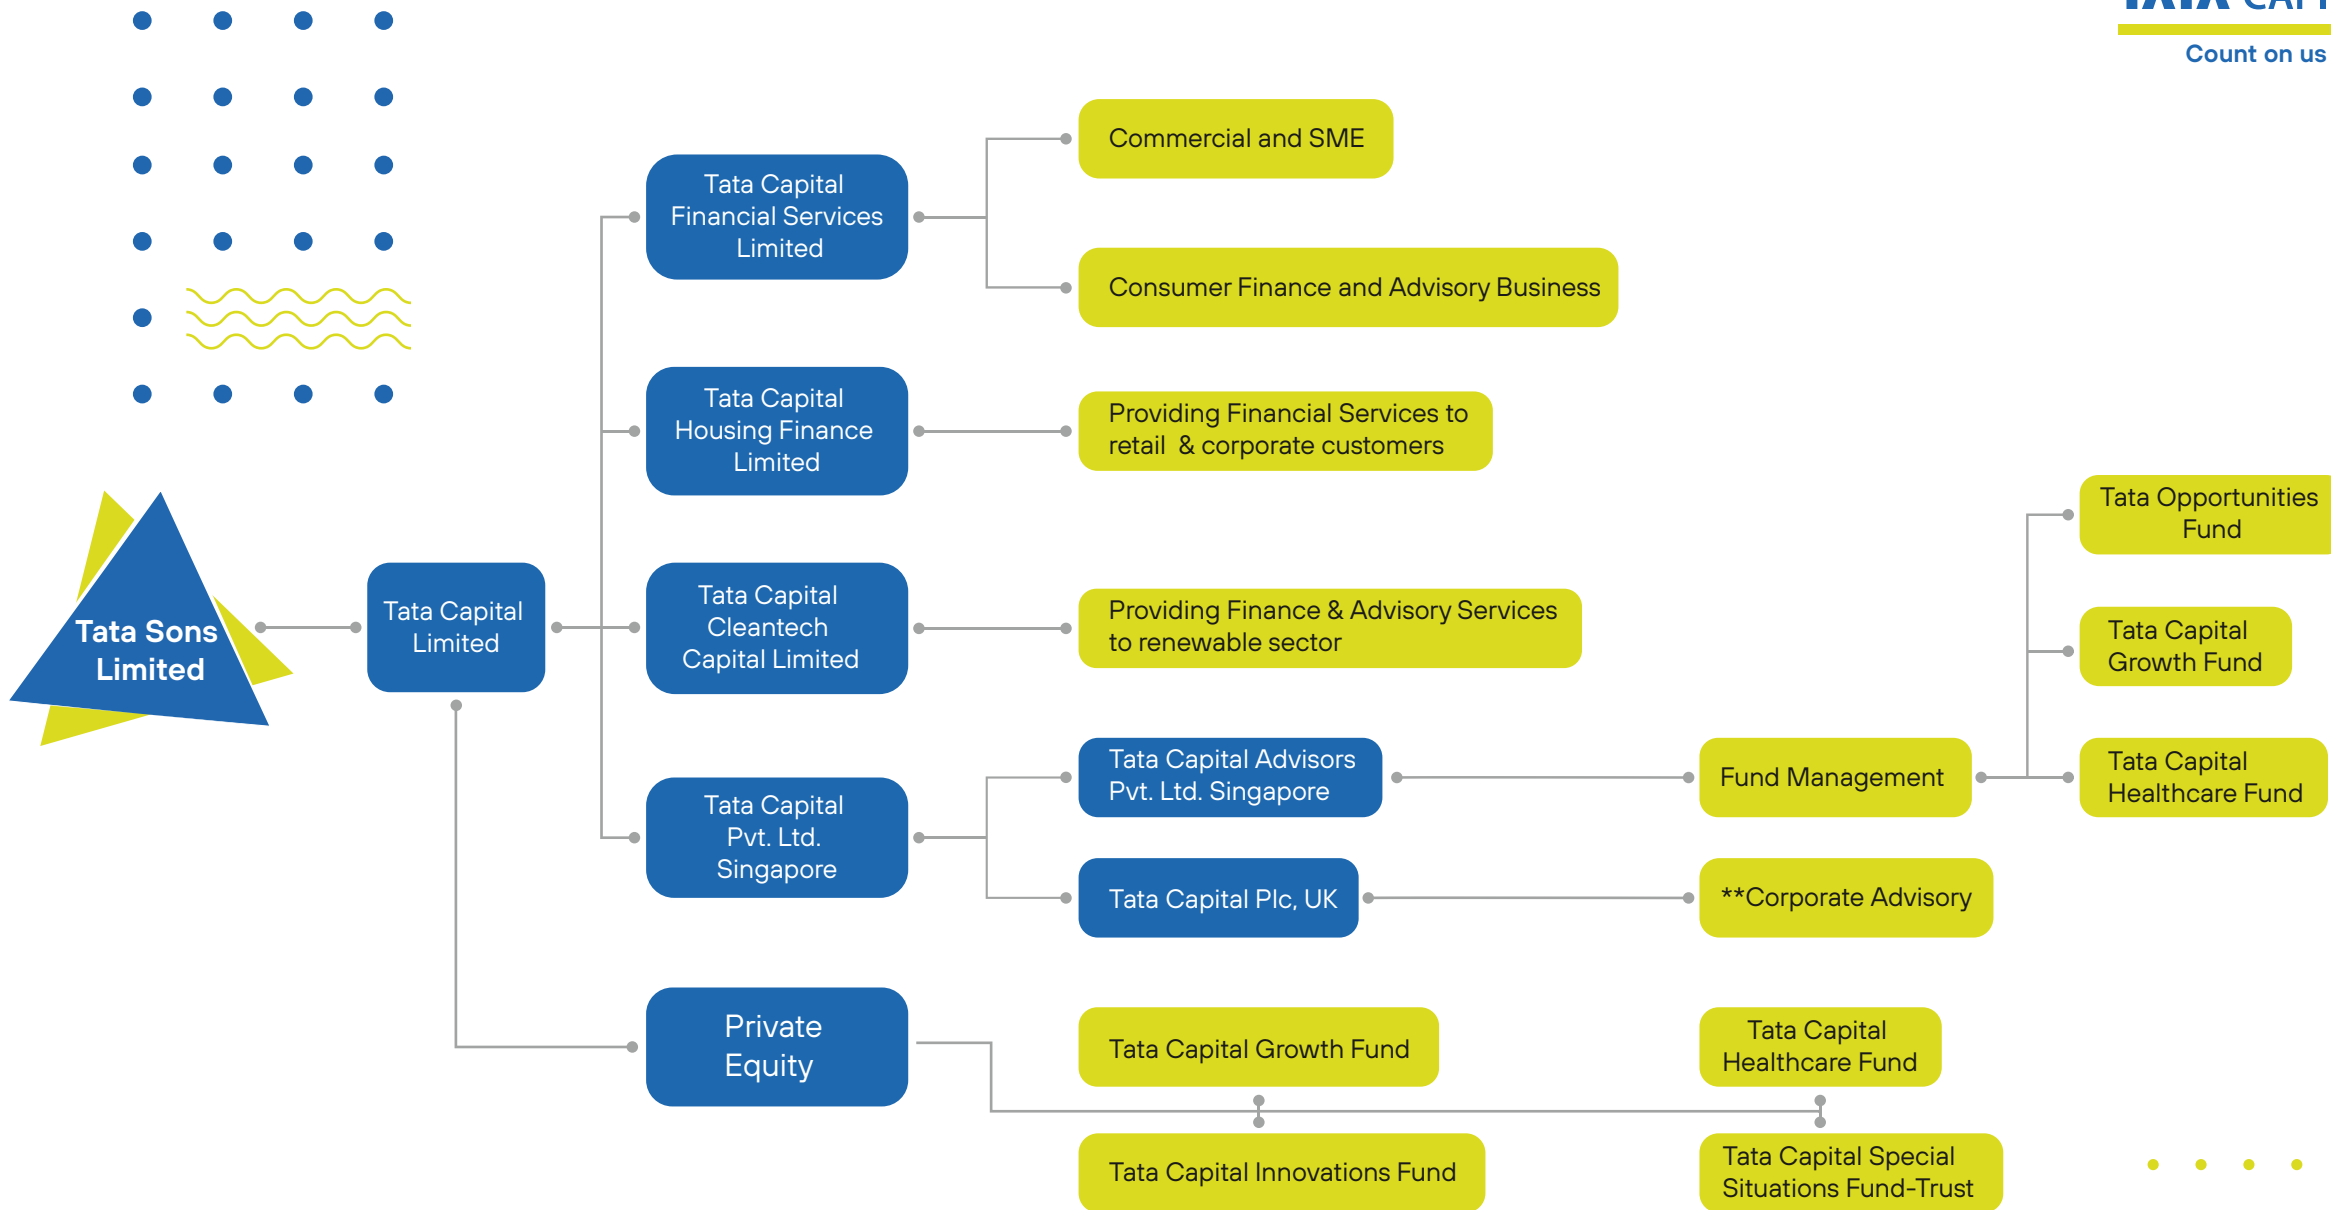 Count on us
Commercial and SME
Tata Capital
Financial Services
Limited
Consumer Finance and Advisory Business
Tata Capital
Housing Finance
Limited
Providing Financial Services to
retail & corporate customers
Tata Opportunities
Fund
Tata Sons
Limited
Tata Capital
Limited
Tata Capital
Cleantech
Capital Limited
Providing Finance & Advisory Services
to renewable sector
Tata Capital
Growth Fund
Tata Capital
Pvt. Ltd.
Singapore
Tata Capital Advisors
Pvt. Ltd. Singapore
Fund Management
Tata Capital
Healthcare Fund
Tata Capital Plc, UK
**Corporate Advisory
Private
Equity
Tata Capital Growth Fund
Tata Capital
Healthcare Fund
Tata Capital Innovations Fund
Tata Capital Special
Situations Fund-Trust